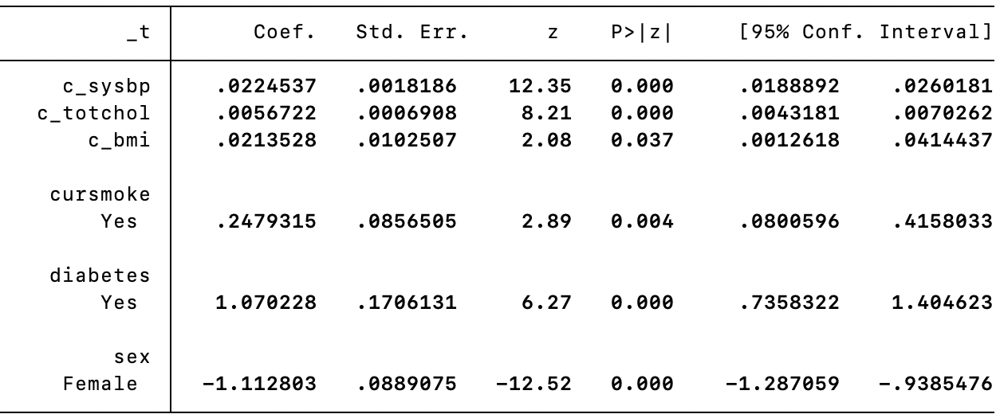 _t Coef. Std. Err. z P>|z| [95% Conf. Interval]
c_sysbp .0224537 .0018186 12.35 0.000 .0188892 .0260181
c_totchol .0056722 .0006908 8.21 0.000 .0043181 .0070262
c_bmi .0213528 .0102507 2.08 0.037 .0012618 .0414437
cursmoke
Yes .2479315 .0856505 2.89 0.004 .0800596 .4158033
diabetes
Yes 1.070228 .1706131 6.27 0.000 .7358322 1.404623
sex
Female -1.112803 .0889075 -12.52 0.000 -1.287059 -.9385476